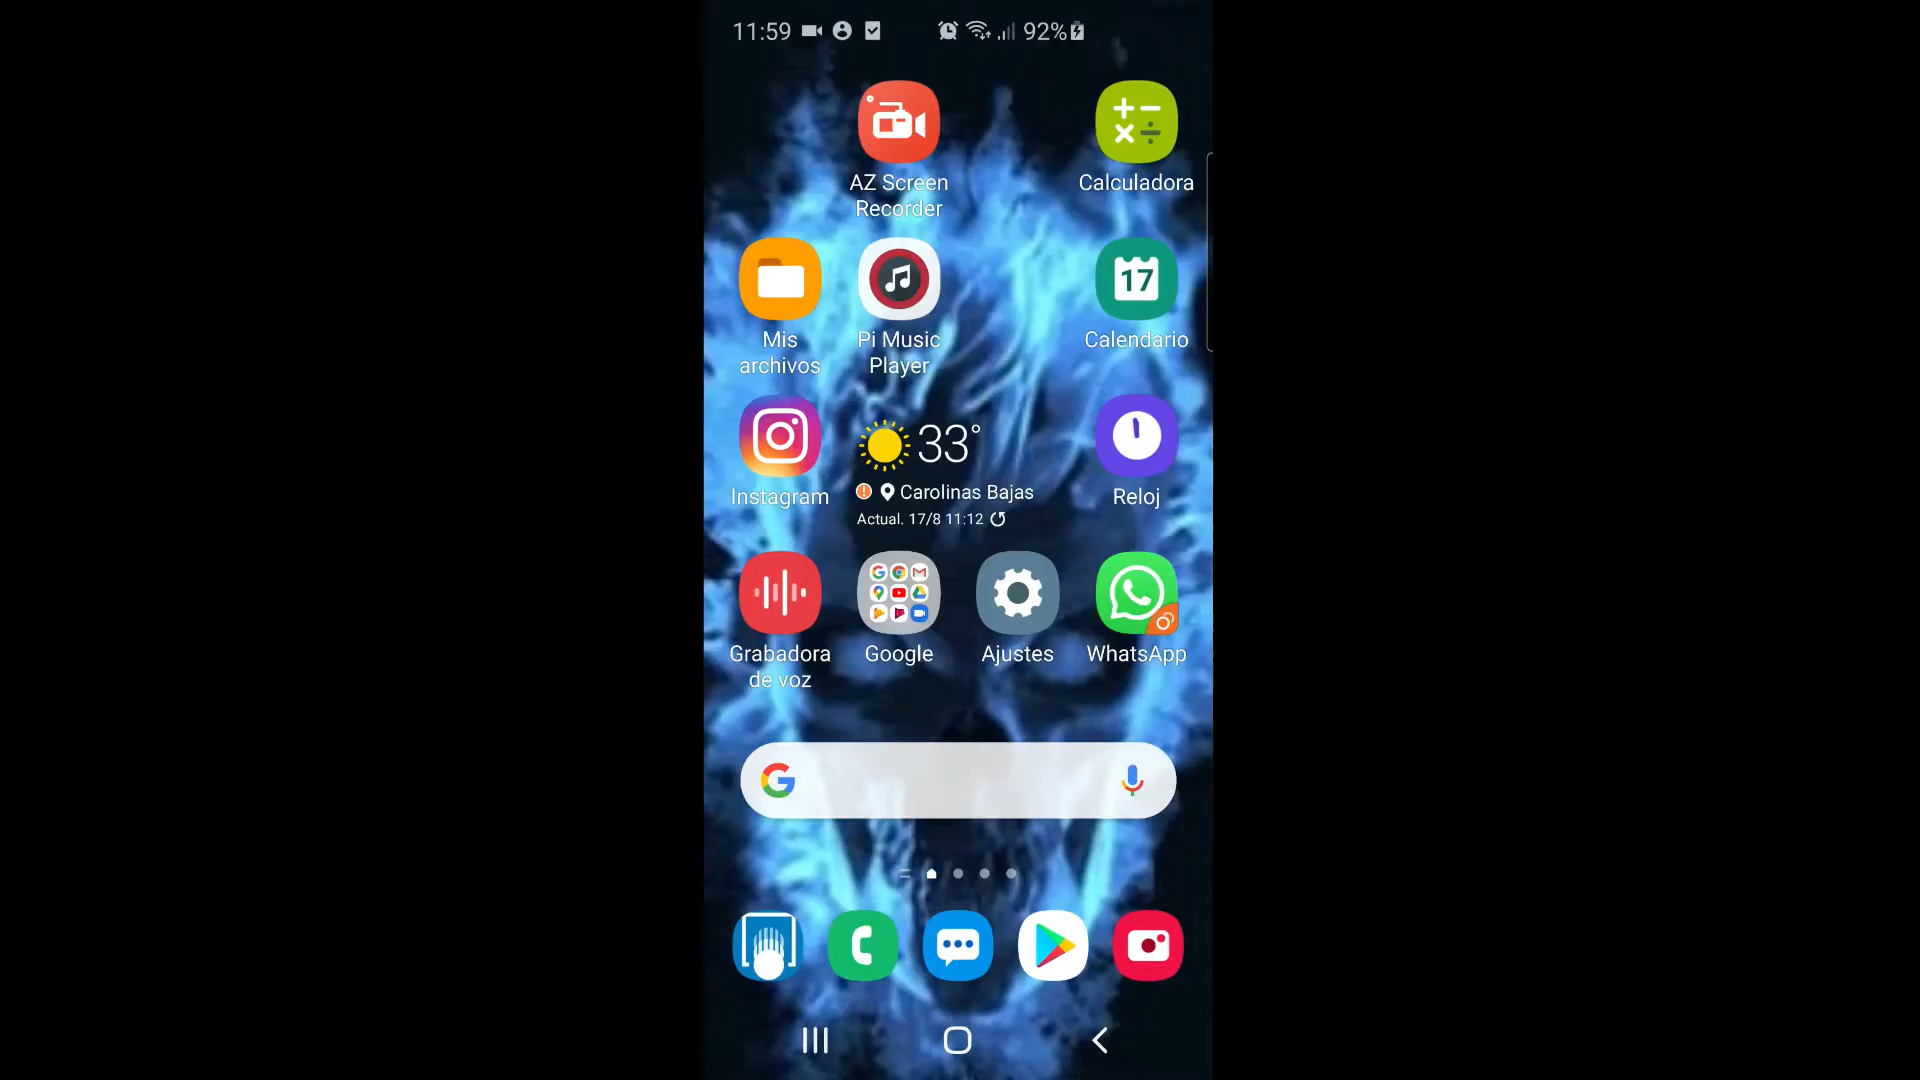 11:59
92%
AZ Screen
Recorder
Calculadora
17
Mis
archivos
Pi Music
Player
Calendario
Instagram
33°
Carolinas Bajas
Actual. 17/8 11:12
Reloj
Grabadora
de voz
Google
Ajustes
WhatsApp